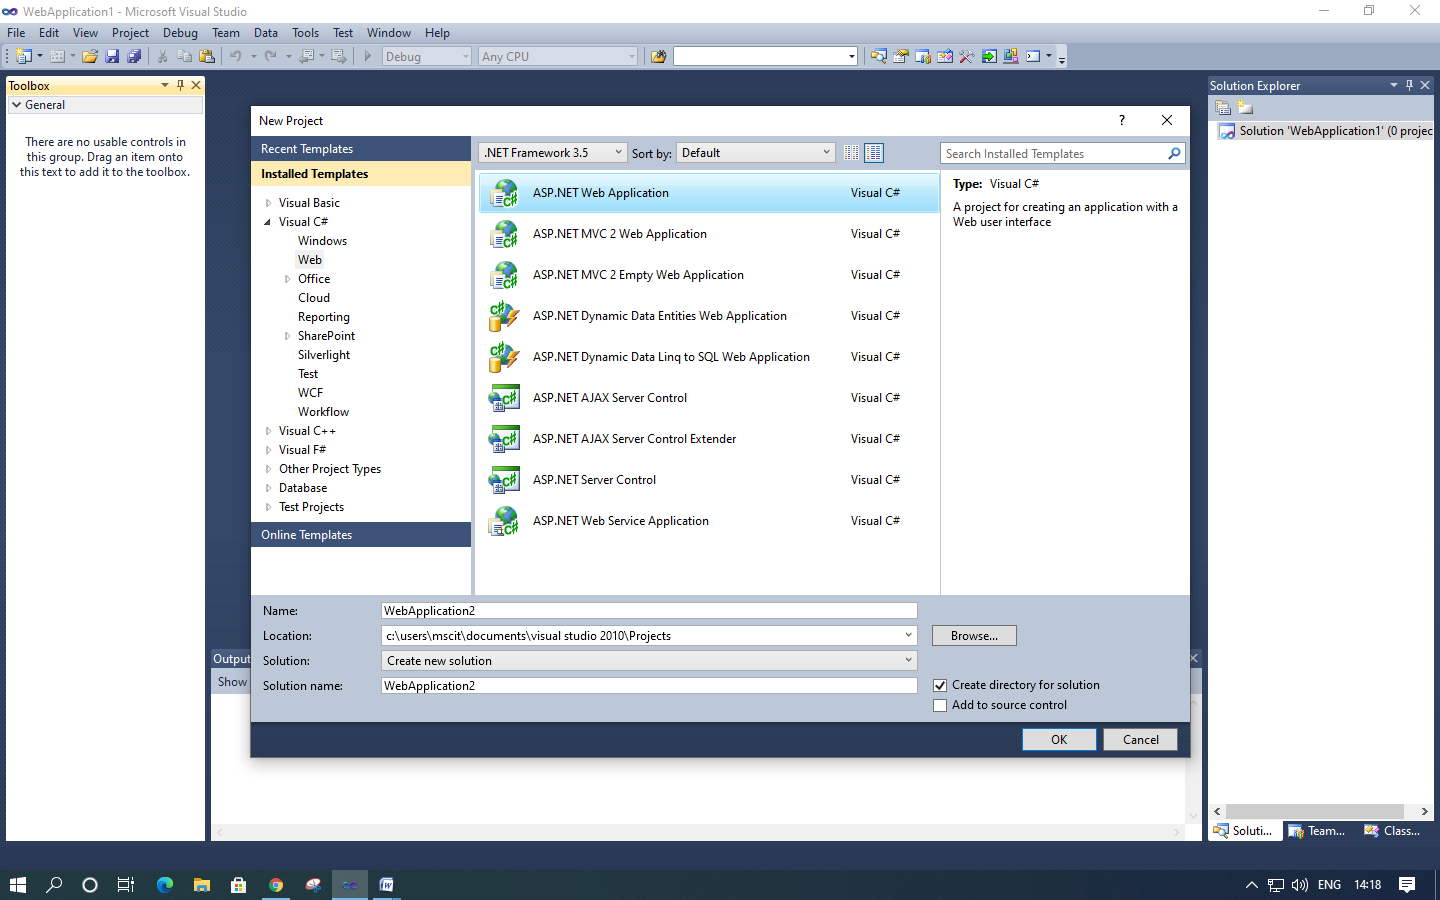 WebApplication1 - Microsoft Visual Studio
File Edit View Project Debug Team Data Tools Test Window Help
Debug Any CPU
Toolbox
General
There are no usable controls in
this group. Drag an item onto
this text to add it to the toolbox.
New Project
?
Recent Templates
Installed Templates
Visual Basic
Visual C#
Windows
Web
Office
Cloud
Reporting
SharePoint
Silverlight
Test
WCF
Workflow
Visual C++
Visual F#
Other Project Types
Database
Test Projects
Online Templates
.NET Framework 3.5 Sort by: Default
ASP.NET Web Application Visual C#
ASP.NET MVC 2 Web Application Visual C#
ASP.NET MVC 2 Empty Web Application Visual C#
ASP.NET Dynamic Data Entities Web Application Visual C#
ASP.NET Dynamic Data Linq to SQL Web Application Visual C#
ASP.NET AJAX Server Control Visual C#
ASP.NET AJAX Server Control Extender Visual C#
ASP.NET Server Control Visual C#
ASP.NET Web Service Application Visual C#
Search Installed Templates
Type: Visual C#
A project for creating an application with a
Web user interface
Name: WebApplication2
Location: c:\users\mscit\documents\visual studio 2010\Projects Browse...
Solution: Create new solution
Solution name: WebApplication2
Create directory for solution
Add to source control
OK Cancel
Output
Show
Solution Explorer
Solution 'WebApplication1' (0 projec
Soluti... Team... Class...
ENG 14:18